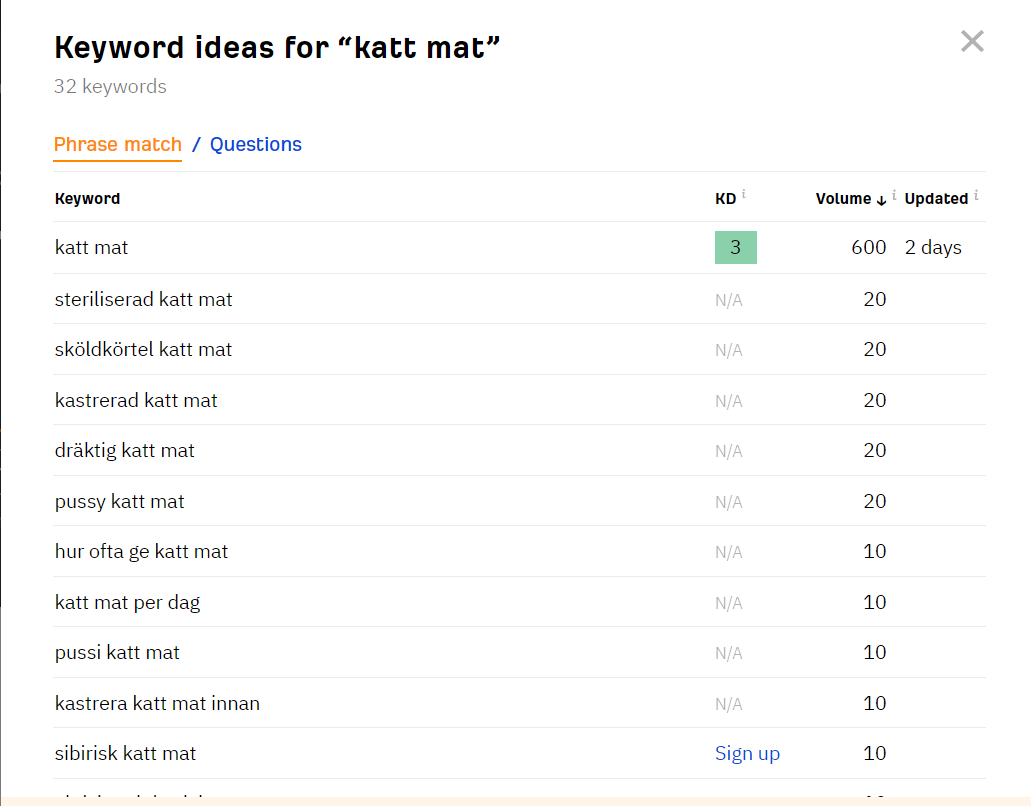 Keyword ideas for “katt mat”
32 keywords
Phrase match / Questions
Keyword KD i Volume ↓ i Updated i
katt mat 3 600 2 days
steriliserad katt mat N/A 20
sköldkörtel katt mat N/A 20
kastrerad katt mat N/A 20
dräktig katt mat N/A 20
pussy katt mat N/A 20
hur ofta ge katt mat N/A 10
katt mat per dag N/A 10
pussi katt mat N/A 10
kastrera katt mat innan N/A 10
sibirisk katt mat Sign up 10